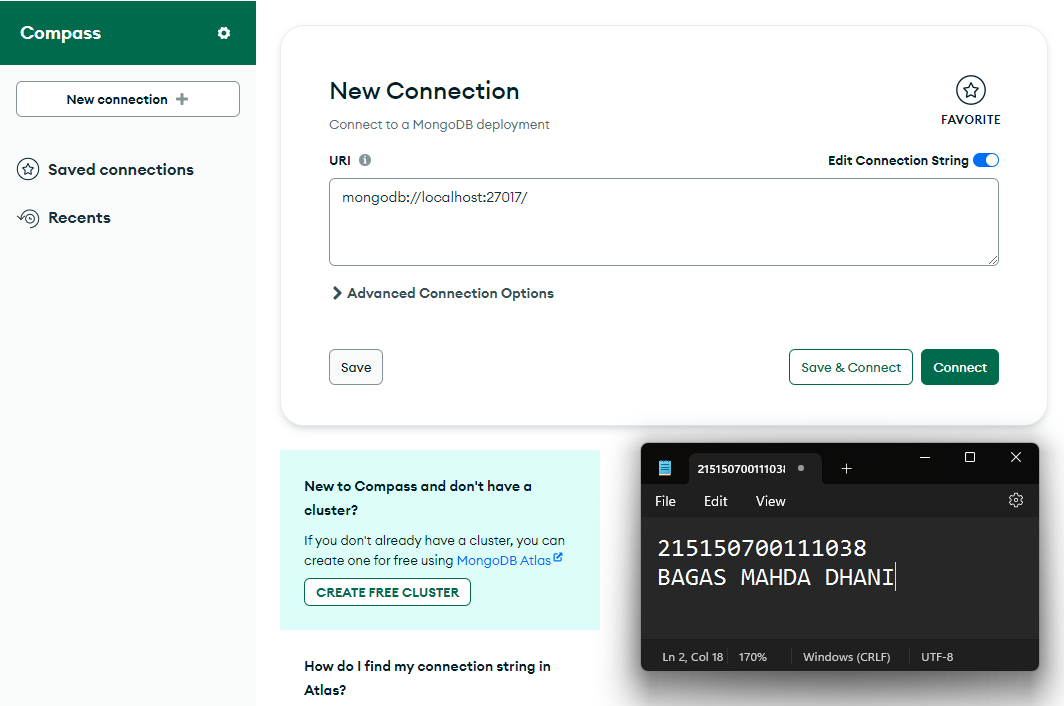 Compass
New connection
Saved connections
Recents
New Connection
Connect to a MongoDB deployment
FAVORITE
URI
Edit Connection String
mongodb://localhost:27017/
Advanced Connection Options
Save
Save & Connect
Connect
New to Compass and don't have a
cluster?
If you don't already have a cluster, you can
create one for free using MongoDB Atlas
CREATE FREE CLUSTER
How do I find my connection string in
Atlas?
215150700111038
File Edit View
215150700111038
BAGAS MAHDA DHANI
Ln 2, Col 18 170% Windows (CRLF) UTF-8